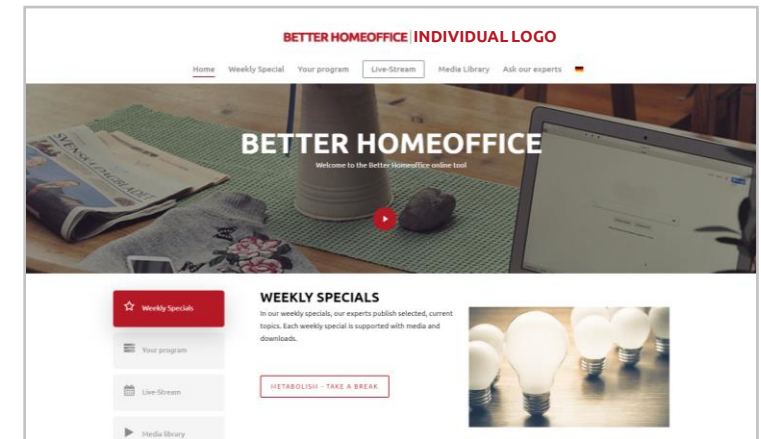 BETTER HOMEOFFICE | INDIVIDUAL LOGO
Home Weekly Special Your program Live-Stream Media Library Ask our experts
SVENSKA DAGBLADET
BETTER HOMEOFFICE
Welcome to the Better Homeoffice online tool
Weekly Specials
Your program
Live-Stream
Media library
WEEKLY SPECIALS
In our weekly specials, our experts publish selected, current
topics. Each weekly special is supported with media and
downloads.
METABOLISM - TAKE A BREAK